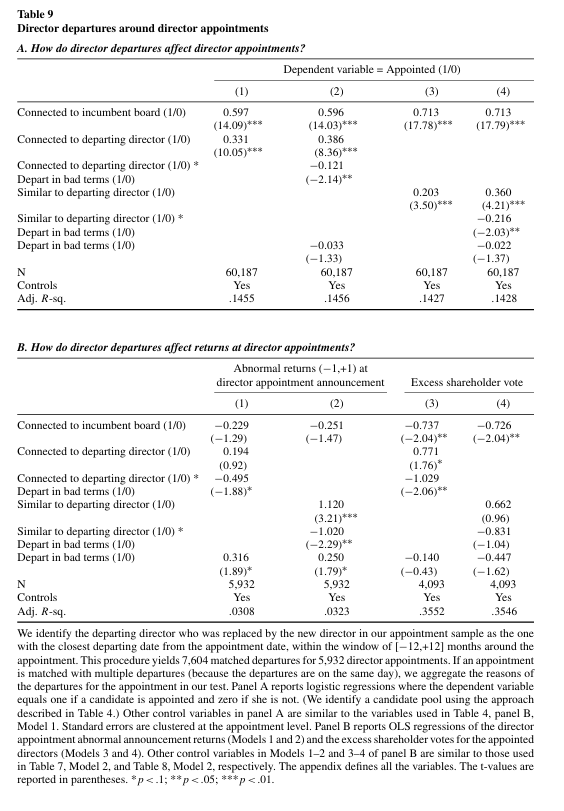 Table 9
Director departures around director appointments
A. How do director departures affect director appointments?
Dependent variable = Appointed (1/0)
(1) (2) (3) (4)
Connected to incumbent board (1/0) 0.597 0.596 0.713 0.713
(14.09)*** (14.03)*** (17.78)*** (17.79)***
Connected to departing director (1/0) 0.331 0.386
(10.05)*** (8.36)***
Connected to departing director (1/0) * −0.121
Depart in bad terms (1/0) (−2.14)**
Similar to departing director (1/0) 0.203 0.360
(3.50)*** (4.21)***
Similar to departing director (1/0) * −0.216
Depart in bad terms (1/0) (−2.03)**
Depart in bad terms (1/0) −0.033 −0.022
(−1.33) (−1.37)
N 60,187 60,187 60,187 60,187
Controls Yes Yes Yes Yes
Adj. R-sq. .1455 .1456 .1427 .1428
B. How do director departures affect returns at director appointments?
Abnormal returns (−1,+1) at
director appointment announcement Excess shareholder vote
(1) (2) (3) (4)
Connected to incumbent board (1/0) −0.229 −0.251 −0.737 −0.726
(−1.29) (−1.47) (−2.04)** (−2.04)**
Connected to departing director (1/0) 0.194 0.771
(0.92) (1.76)*
Connected to departing director (1/0) * −0.495 −1.029
Depart in bad terms (1/0) (−1.88)* (−2.06)**
Similar to departing director (1/0) 1.120 0.662
(3.21)*** (0.96)
Similar to departing director (1/0) * −1.020 −0.831
Depart in bad terms (1/0) (−2.29)** (−1.04)
Depart in bad terms (1/0) 0.316 0.250 −0.140 −0.447
(1.89)* (1.79)* (−0.43) (−1.62)
N 5,932 5,932 4,093 4,093
Controls Yes Yes Yes Yes
Adj. R-sq. .0308 .0323 .3552 .3546
We identify the departing director who was replaced by the new director in our appointment sample as the one
with the closest departing date from the appointment date, within the window of [−12,+12] months around the
appointment. This procedure yields 7,604 matched departures for 5,932 director appointments. If an appointment
is matched with multiple departures (because the departures are on the same day), we aggregate the reasons of
the departures for the appointment in our test. Panel A reports logistic regressions where the dependent variable
equals one if a candidate is appointed and zero if she is not. (We identify a candidate pool using the approach
described in Table 4.) Other control variables in panel A are similar to the variables used in Table 4, panel B,
Model 1. Standard errors are clustered at the appointment level. Panel B reports OLS regressions of the director
appointment abnormal announcement returns (Models 1 and 2) and the excess shareholder votes for the appointed
directors (Models 3 and 4). Other control variables in Models 1–2 and 3–4 of panel B are similar to those used
in Table 7, Model 2, and Table 8, Model 2, respectively. The appendix defines all the variables. The t-values are
reported in parentheses. *p <.1; **p <.05; ***p <.01.